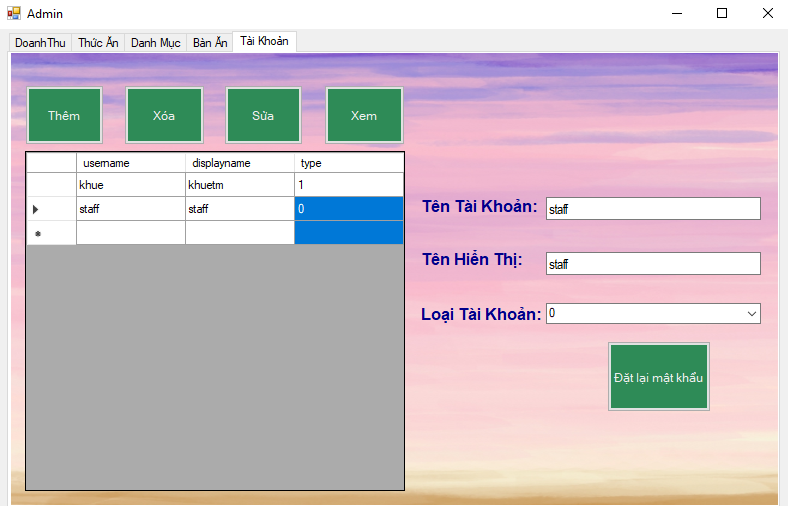 Admin
DoanhThu Thức Ăn Danh Mục Bàn Ăn Tài Khoản
Thêm Xóa Sửa Xem
username displayname type
khue khuetm 1
staff staff 0
Tên Tài Khoản: staff
Tên Hiển Thị: staff
Loại Tài Khoản: 0
Đặt lại mật khẩu